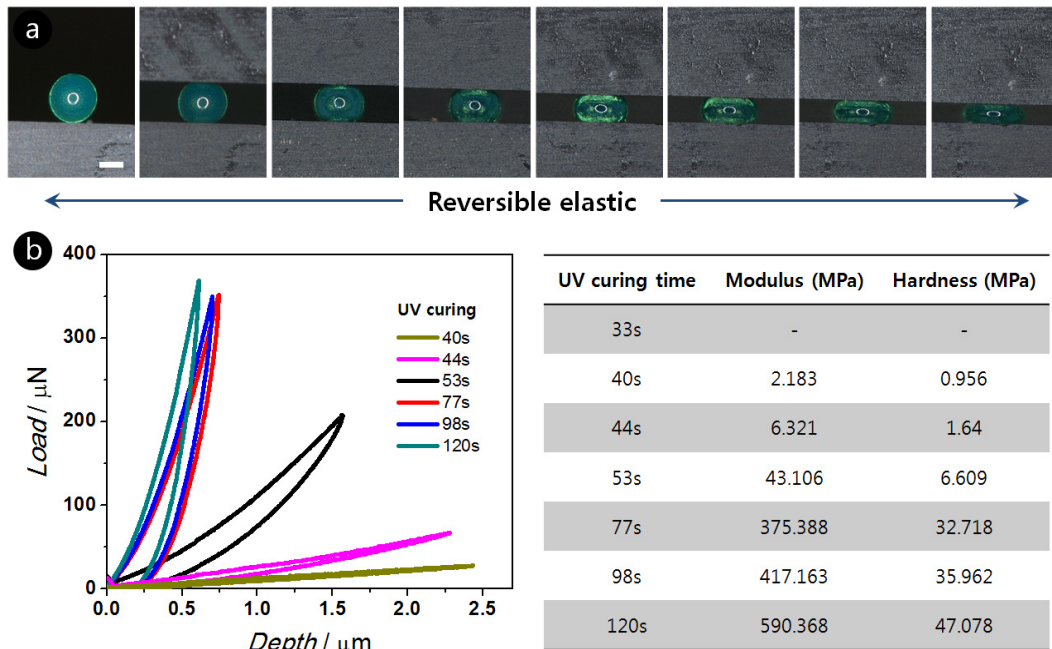 a
Reversible elastic
b
400
300
200
100
0
Load / μN
0.0 0.5 1.0 1.5 2.0 2.5
Depth / μm
UV curing
40s
44s
53s
77s
98s
120s
UV curing time Modulus (MPa) Hardness (MPa)
33s - -
40s 2.183 0.956
44s 6.321 1.64
53s 43.106 6.609
77s 375.388 32.718
98s 417.163 35.962
120s 590.368 47.078